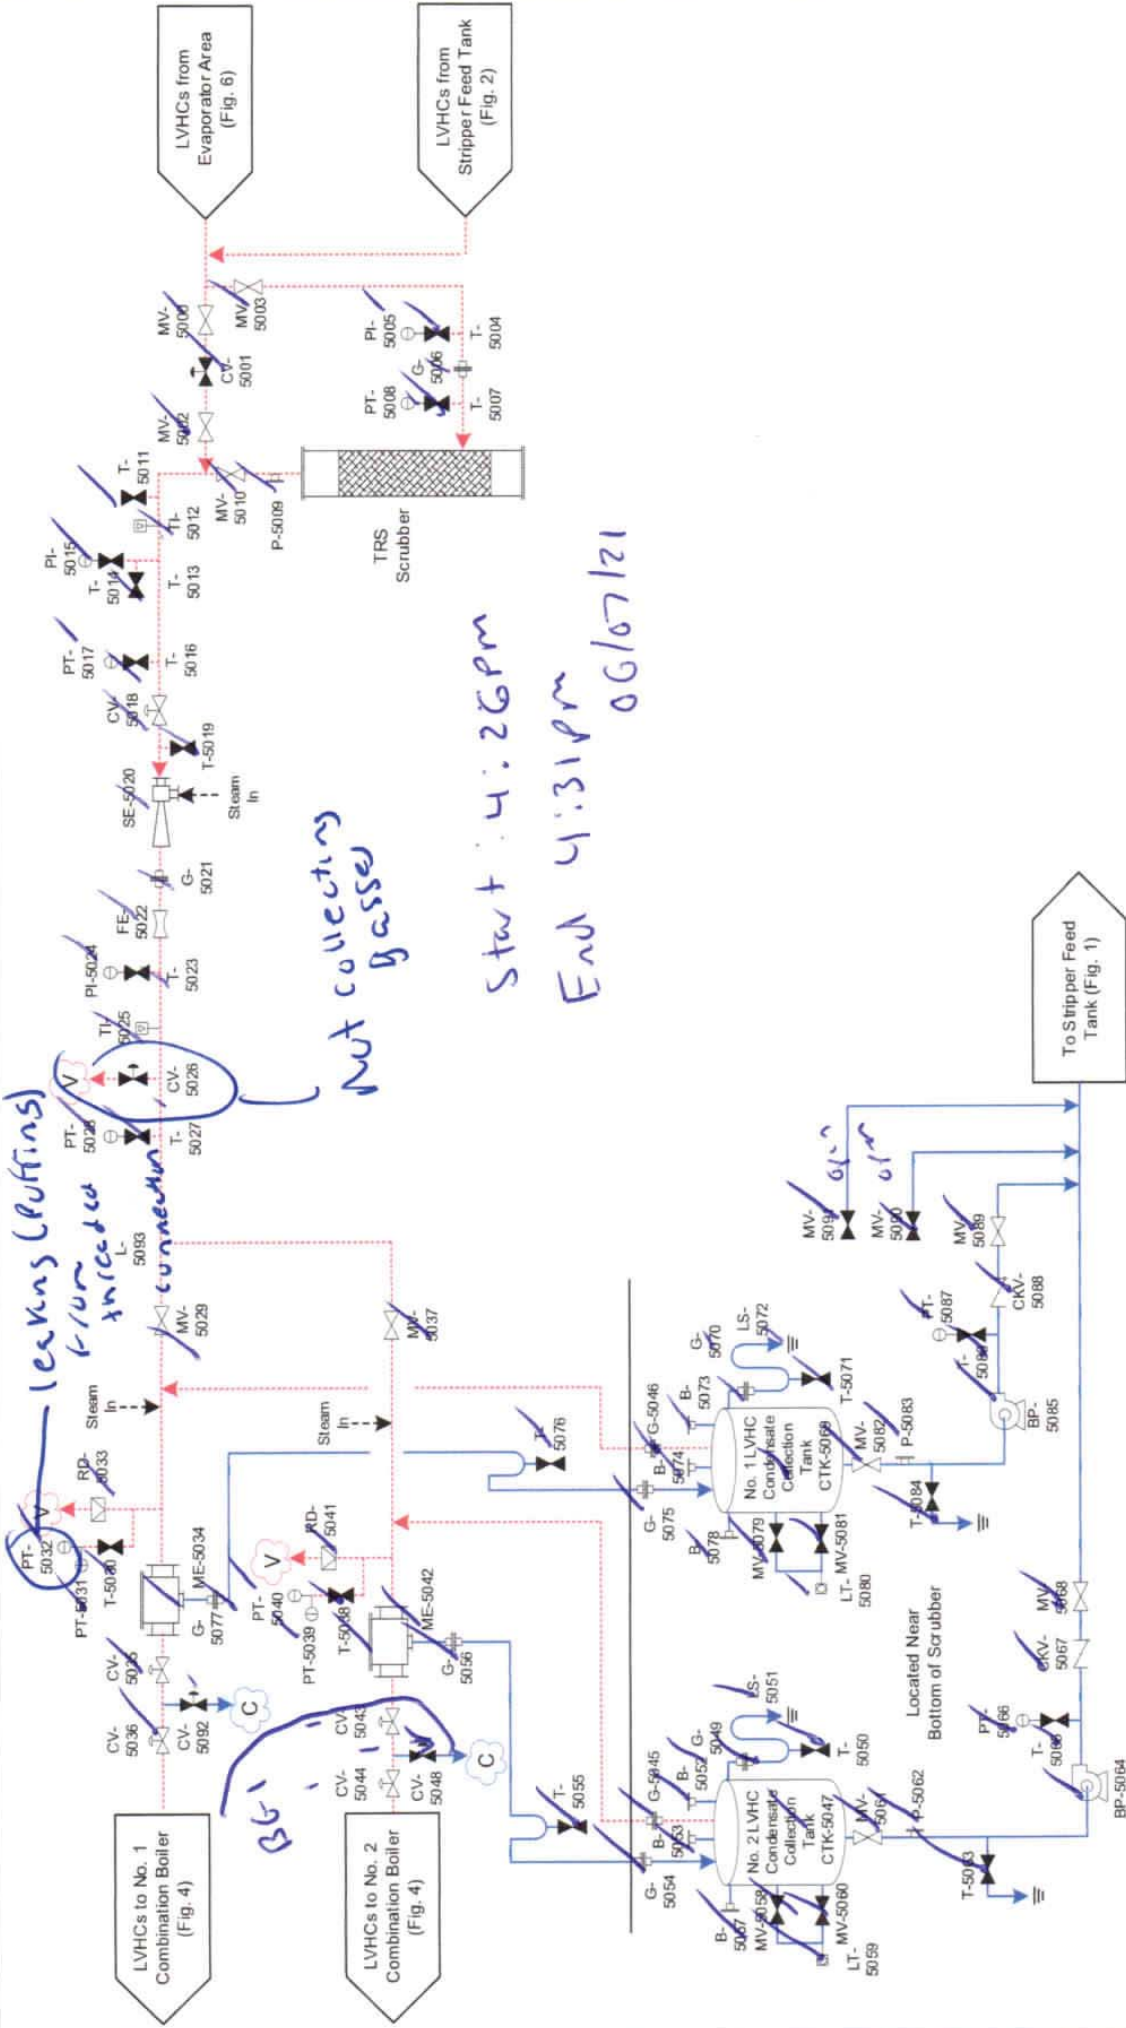 LVHCs from
Evaporator Area
(Fig. 6)
LVHCs from
Stripper Feed Tank
(Fig. 2)
MV-
CV-
5001
MV-
5003
PI-
5005
T-
5004
G-
5006
PT-
5008
T-
5007
MV-
5010
P-5009
TRS
Scrubber
T-
5011
TI-
5012
PI-
5015
T-
5014
T-
5013
PT-
5017
T-
5016
CV-
5018
T-5019
SE-5020
Steam
In
G-
5021
FE-
5022
PI-5024
T-
5023
TI-
5025
V
CV-
5026
Not collecting
gasses
PT-
5028
T-
5027
leaking (Puffing)
from
threaded
connection
L-
5093
MV-
5029
MV-
5037
Steam
In
Steam
In
RD-
5033
V
PT-
5032
PT-5031
T-5030
ME-5034
G-
5077
CV-
5035
CV-
5036
CV-
5092
C
LVHCs to No. 1
Combination Boiler
(Fig. 4)
RD-
5041
V
PT-
5040
PT-5039
T-5038
ME-5042
G-
5056
CV-
5043
CV-
5044
CV-
5048
C
LVHCs to No. 2
Combination Boiler
(Fig. 4)
Start : 4:26pm
End 4:31pm
06/07/21
T-
5076
T-
5055
G-5046
B-
5073
G-
5070
LS-
5072
T-5071
B-
5074
G-
5075
B-
5078
No. 1 LVHC
Condensate
Collection
Tank
CTK-5069
MV-5079
MV-5081
LT-
5080
MV-
5082
P-5083
T-5084
BP-
5085
PT-
5087
T-
CKV-
5088
MV-
5089
MV-
5090
open
MV-
5091
open
To Stripper Feed
Tank (Fig. 1)
Located Near
Bottom of Scrubber
G-5045
B-
5052
G-
5049
LS-
5051
T-
5050
B-
5053
G-
5054
B-
5057
No. 2 LVHC
Condensate
Collection
Tank
CTK-5047
MV-5058
MV-5060
LT-
5059
MV-
5061
P-5062
T-5063
BP-5064
PT-
5066
T-
5065
CKV-
5067
MV-
5068